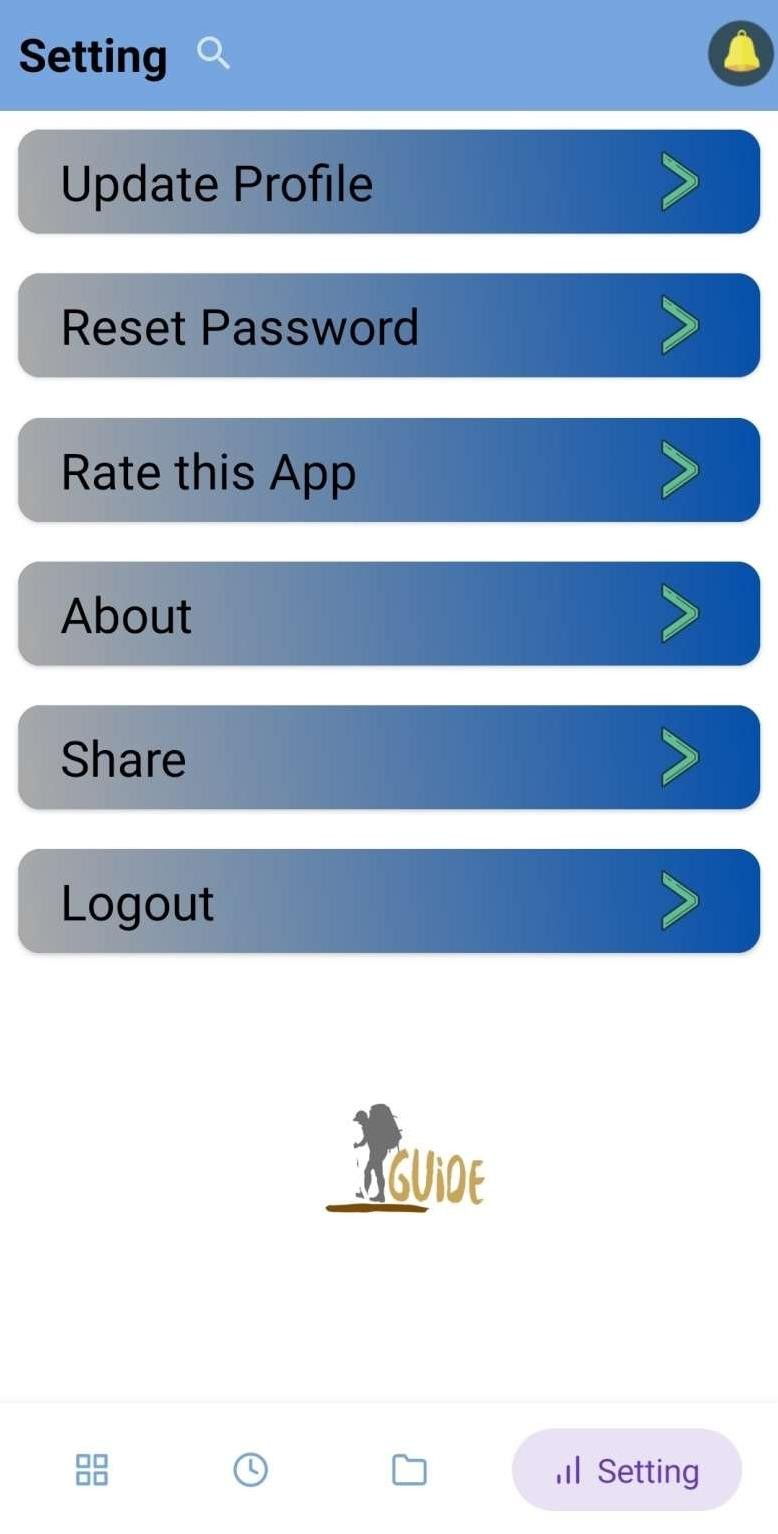 Setting
Update Profile
Reset Password
Rate this App
About
Share
Logout
GUiDE
Setting